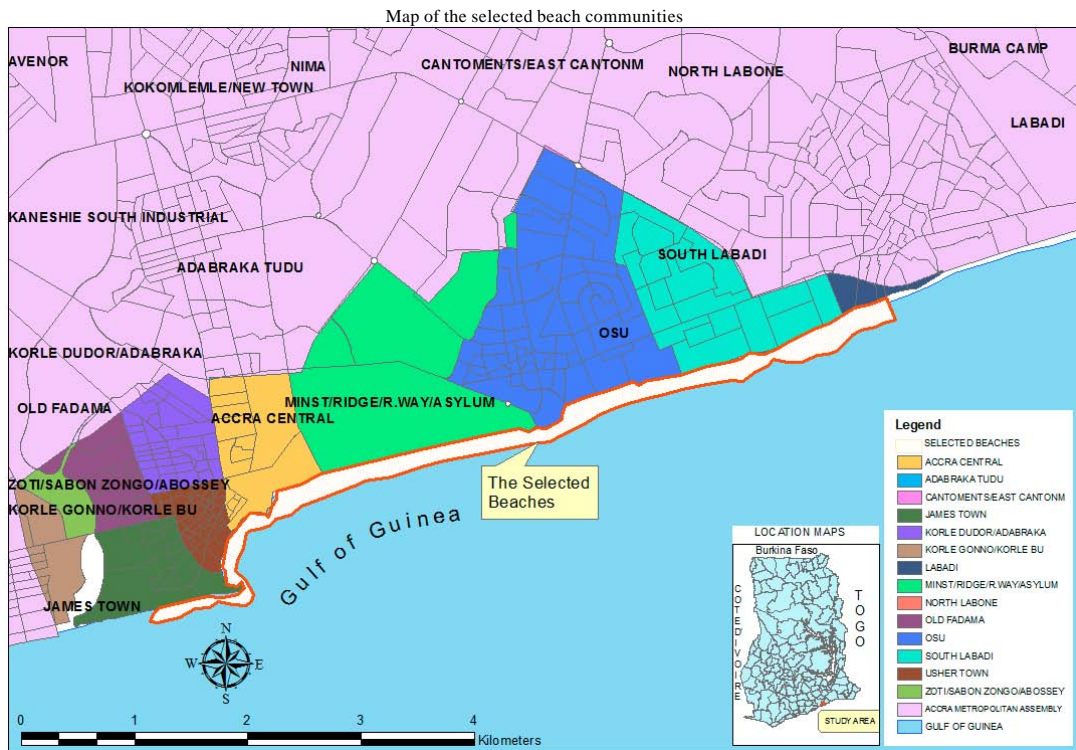 Map of the selected beach communities
AVENOR
NIMA
CANTOMENTS/EAST CANTONM
BURMA CAMP
NORTH LABONE
KOKOMLEMLE/NEW TOWN
LABADI
KANESHIE SOUTH INDUSTRIAL
ADABRAKA TUDU
SOUTH LABADI
OSU
KORLE DUDOR/ADABRAKA
OLD FADAMA
MINST/RIDGE/R.WAY/ASYLUM
ACCRA CENTRAL
ZOTI/SABON ZONGO/ABOSSEY
KORLE GONNO/KORLE BU
JAMES TOWN
The Selected
Beaches
Gulf of Guinea
N
W E
S
0 1 2 3 4
Kilometers
Legend
SELECTED BEACHES
ACCRA CENTRAL
ADABRAKA TUDU
CANTOMENTS/EAST CANTONM
JAMES TOWN
KORLE DUDOR/ADABRAKA
KORLE GONNO/KORLE BU
LABADI
MINST/RIDGE/R.WAY/ASYLUM
NORTH LABONE
OLD FADAMA
OSU
SOUTH LABADI
USHER TOWN
ZOTI/SABON ZONGO/ABOSSEY
ACCRA METROPOLITAN ASSEMBLY
GULF OF GUINEA
LOCATION MAPS
Burkina Faso
COTED'IVOIRE
TOGO
STUDY AREA